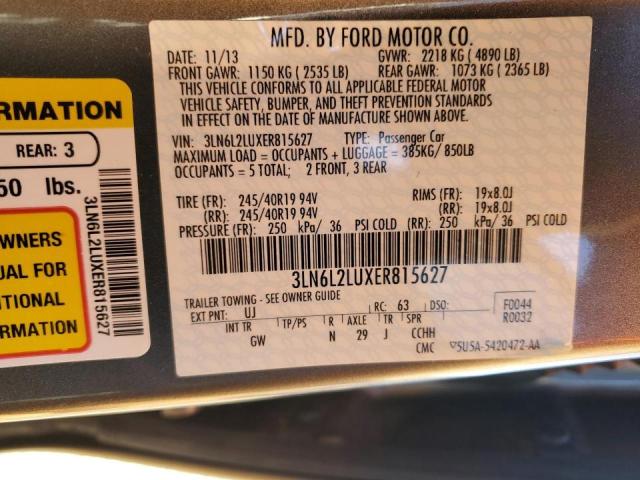 MFD. BY FORD MOTOR CO.
DATE: 11/13 GVWR: 2218 KG ( 4890 LB)
FRONT GAWR: 1150 KG ( 2535 LB) REAR GAWR: 1073 KG ( 2365 LB)
THIS VEHICLE CONFORMS TO ALL APPLICABLE FEDERAL MOTOR
VEHICLE SAFETY, BUMPER, AND THEFT PREVENTION STANDARDS
IN EFFECT ON THE DATE OF MANUFACTURE SHOWN ABOVE.
VIN: 3LN6L2LUXER815627 TYPE: Passenger Car
MAXIMUM LOAD = OCCUPANTS + LUGGAGE = 385KG/ 850LB
OCCUPANTS = 5 TOTAL; 2 FRONT, 3 REAR
TIRE (FR): 245/40R19 94V RIMS (FR): 19x8.0J
(RR): 245/40R19 94V (RR): 19x8.0J
PRESSURE (FR): 250 kPa/ 36 PSI COLD (RR): 250 kPa/ 36 PSI COLD
3LN6L2LUXER815627
TRAILER TOWING - SEE OWNER GUIDE
EXT PNT: UJ RC: 63 DSO: F0044
R0032
INT TR TP/PS R AXLE TR SPR
GW N 29 J CCHH
CMC 5U5A-5420472-AA
ORMATION
REAR: 3
50 lbs.
OWNERS
UAL FOR
ITIONAL
RMATION
3LN6L2LUXER815627